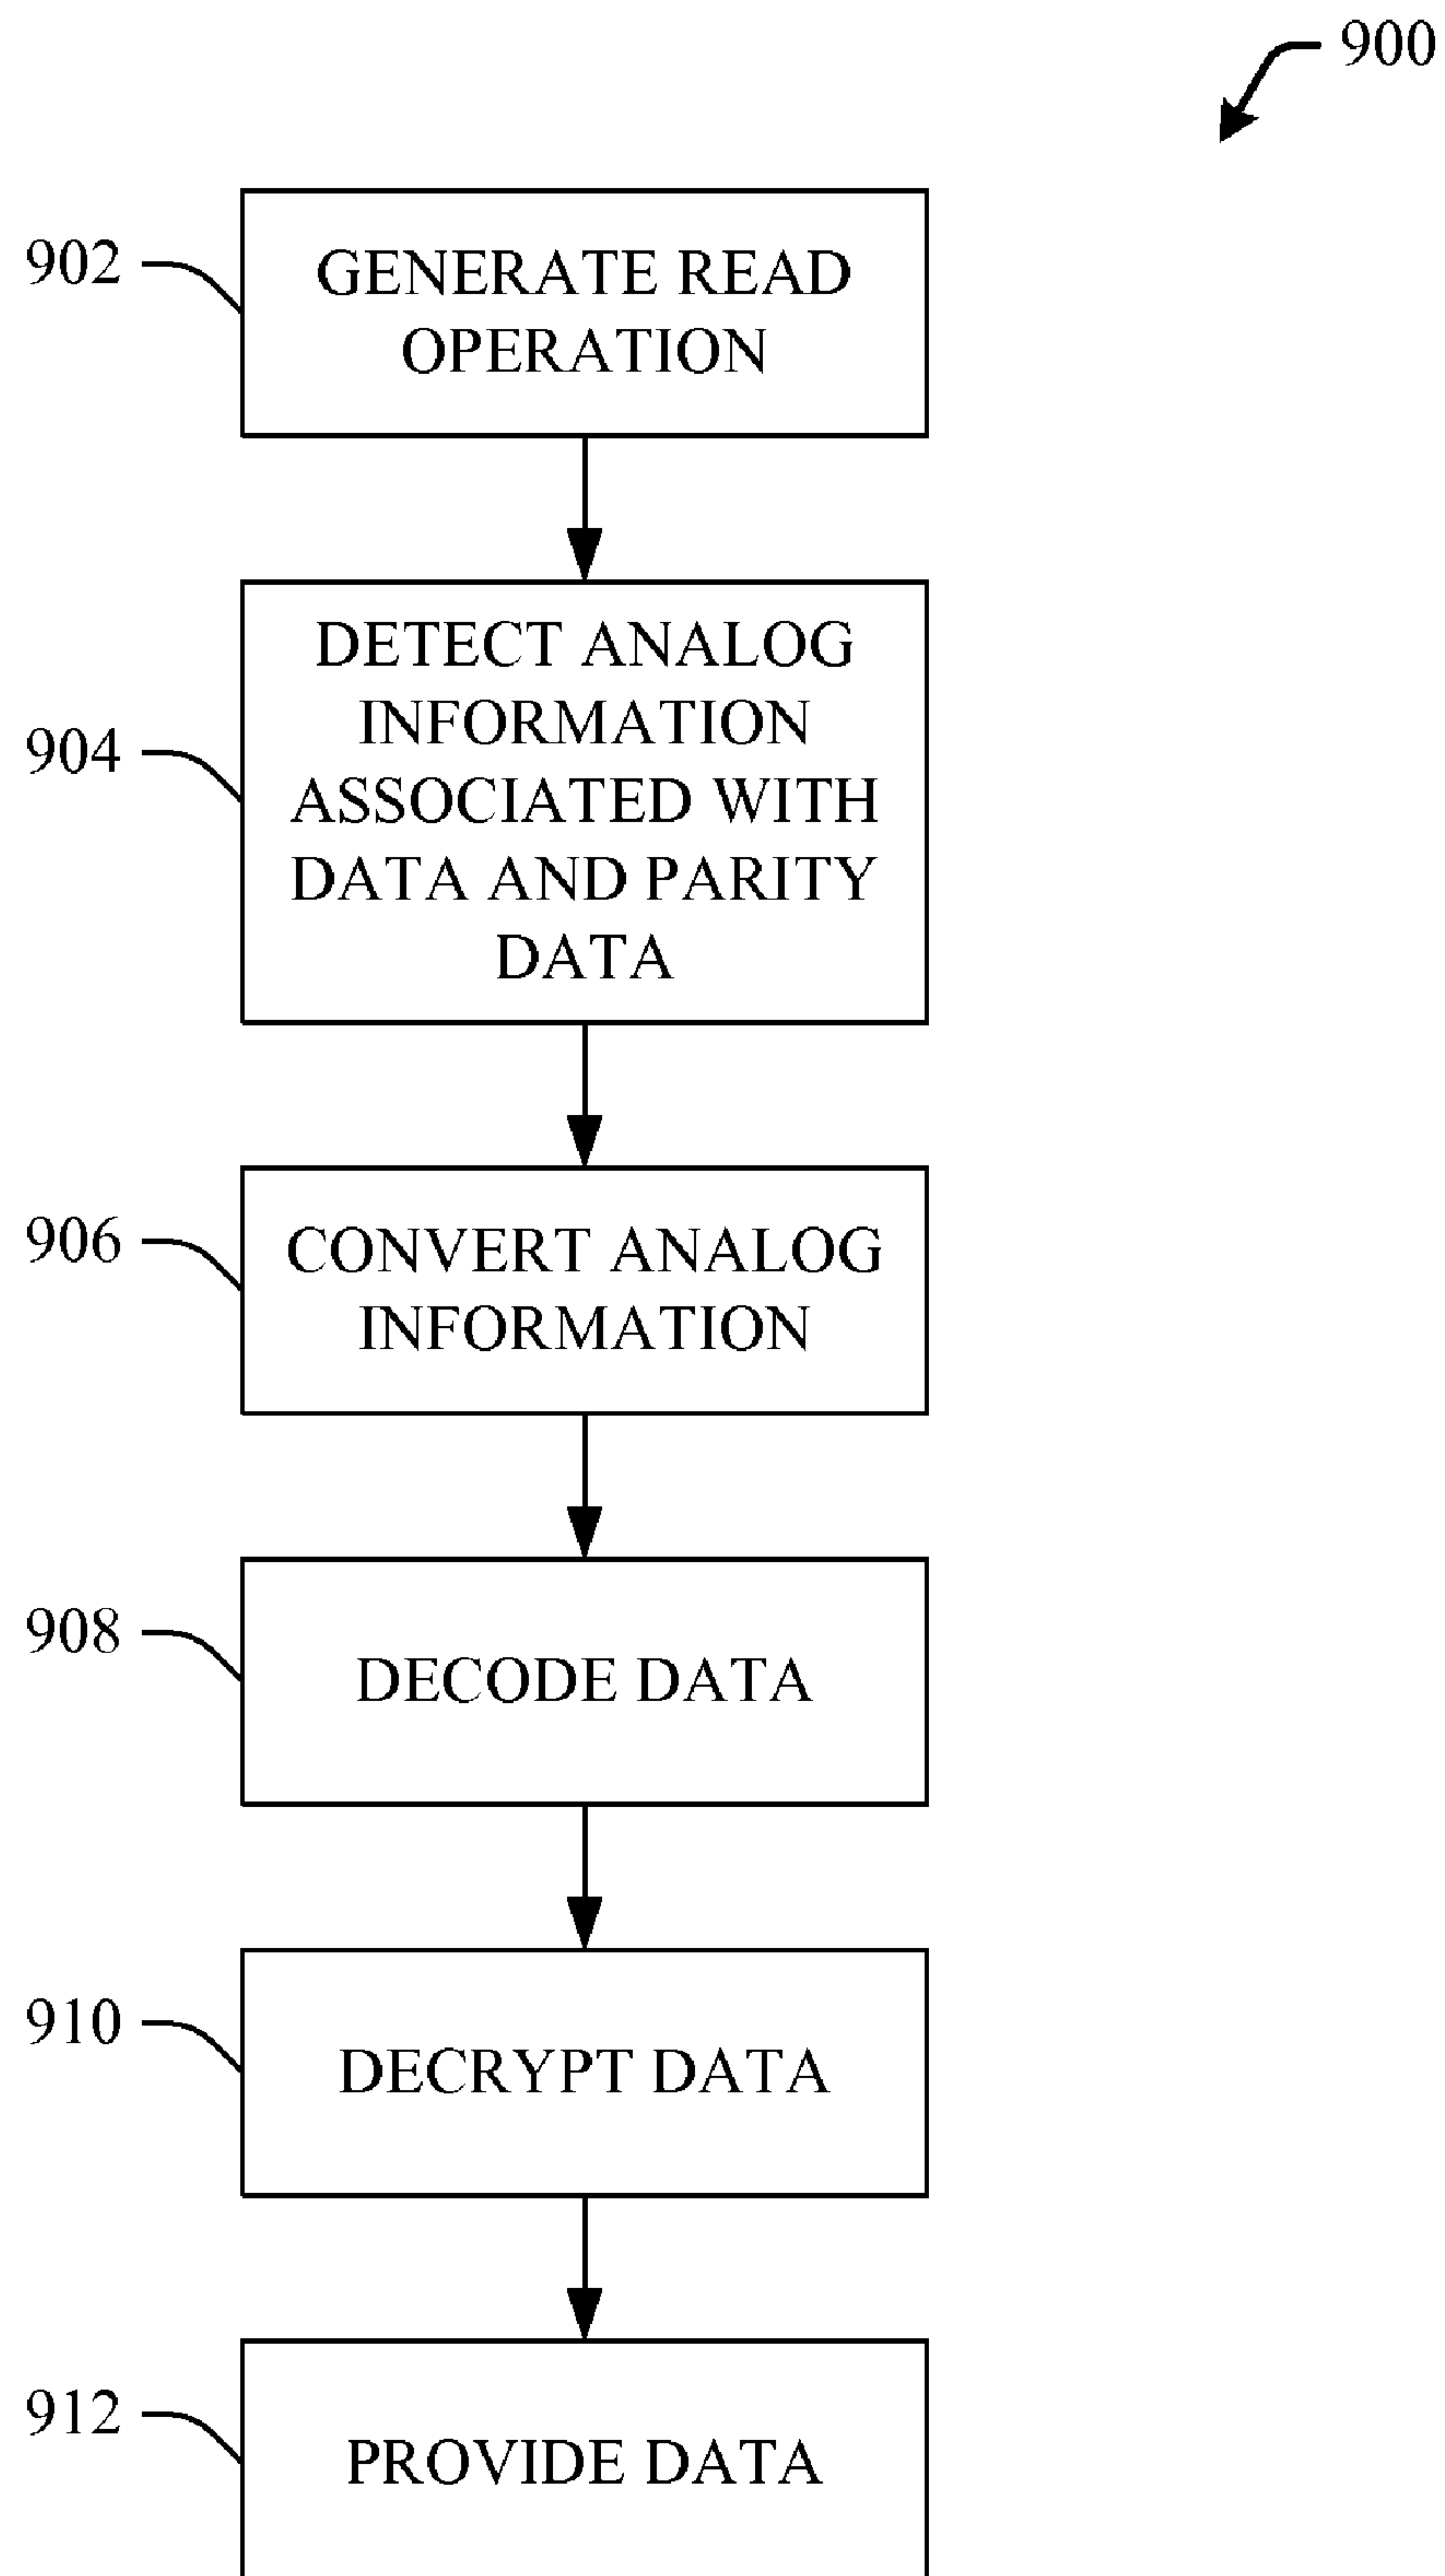 900
902
GENERATE READ
OPERATION
904
DETECT ANALOG
INFORMATION
ASSOCIATED WITH
DATA AND PARITY
DATA
906
CONVERT ANALOG
INFORMATION
908
DECODE DATA
910
DECRYPT DATA
912
PROVIDE DATA